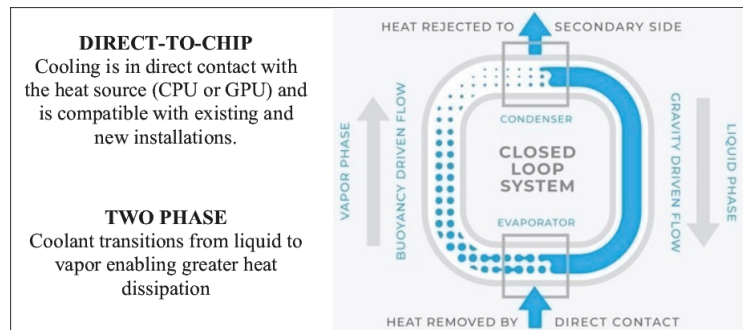 DIRECT-TO-CHIP
Cooling is in direct contact with
the heat source (CPU or GPU) and
is compatible with existing and
new installations.
TWO PHASE
Coolant transitions from liquid to
vapor enabling greater heat
dissipation
HEAT REJECTED TO SECONDARY SIDE
CONDENSER
VAPOR PHASE
BUOYANCY DRIVEN FLOW
CLOSED
LOOP
SYSTEM
GRAVITY DRIVEN FLOW
LIQUID PHASE
EVAPORATOR
HEAT REMOVED BY DIRECT CONTACT